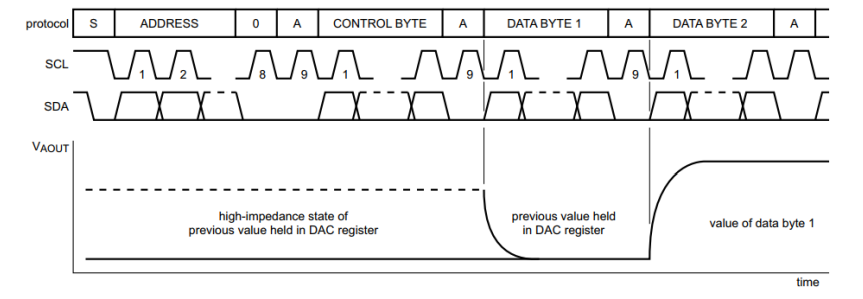 protocol S ADDRESS 0 A CONTROL BYTE A DATA BYTE 1 A DATA BYTE 2 A
SCL 1 2 8 9 1 9 1 9 1
SDA
VAOUT
high-impedance state of
previous value held in DAC register
previous value held
in DAC register
value of data byte 1
time